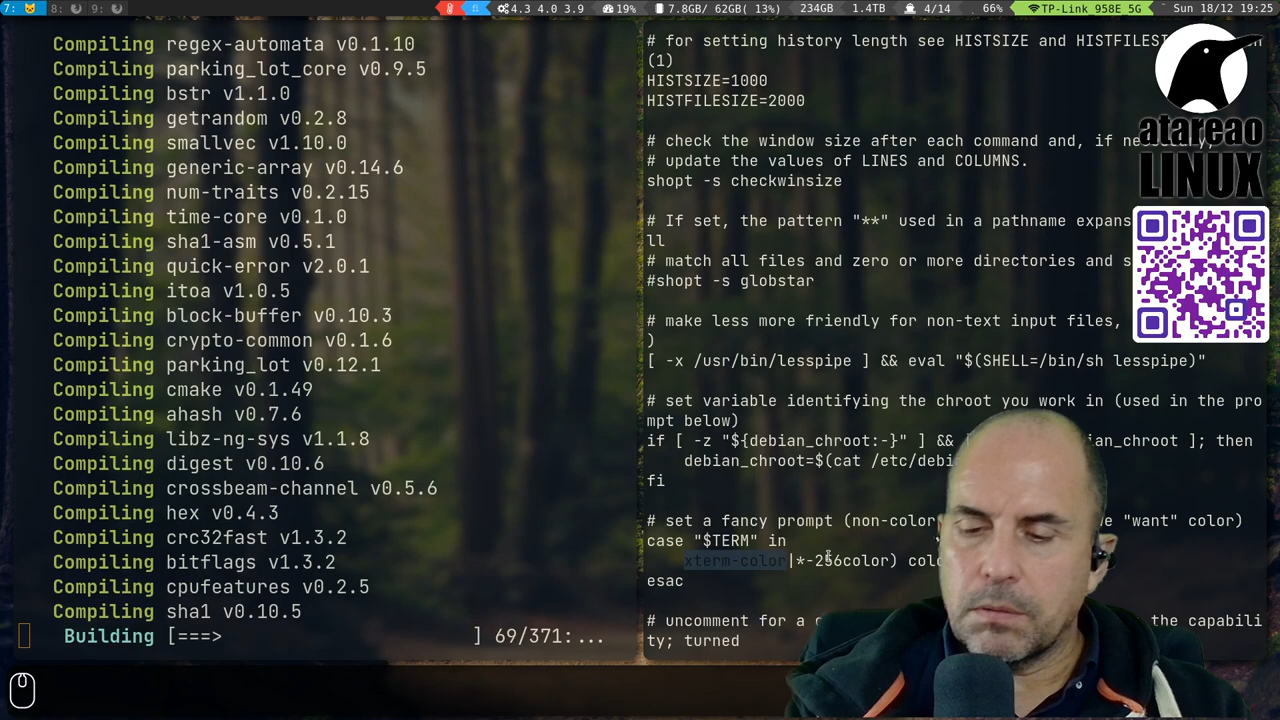 7: 8: 9: 4.3 4.0 3.9 19% 7.8GB/ 62GB( 13%) 234GB 1.4TB 4/14 66% TP-Link 958E 5G Sun 18/12 19:25
Compiling regex-automata v0.1.10
Compiling parking_lot_core v0.9.5
Compiling bstr v1.1.0
Compiling getrandom v0.2.8
Compiling smallvec v1.10.0
Compiling generic-array v0.14.6
Compiling num-traits v0.2.15
Compiling time-core v0.1.0
Compiling sha1-asm v0.5.1
Compiling quick-error v2.0.1
Compiling itoa v1.0.5
Compiling block-buffer v0.10.3
Compiling crypto-common v0.1.6
Compiling parking_lot v0.12.1
Compiling cmake v0.1.49
Compiling ahash v0.7.6
Compiling libz-ng-sys v1.1.8
Compiling digest v0.10.6
Compiling crossbeam-channel v0.5.6
Compiling hex v0.4.3
Compiling crc32fast v1.3.2
Compiling bitflags v1.3.2
Compiling cpufeatures v0.2.5
Compiling sha1 v0.10.5
Building [===> ] 69/371:...
# for setting history length see HISTSIZE and
(1)
HISTSIZE=1000
HISTFILESIZE=2000
# check the window size after each command and, if
# update the values of LINES and COLUMNS.
shopt -s checkwinsize
# If set, the pattern "**" used in a pathname
ll
# match all files and zero or more directories and
#shopt -s globstar
# make less more friendly for non-text input files,
)
[ -x /usr/bin/lesspipe ] && eval "$(SHELL=/bin/sh lesspipe)"
# set variable identifying the chroot you work in (used in the pro
mpt below)
if [ -z "${debian_chroot:-}" ] && [ ]; then
debian_chroot=$(cat
fi
# set a fancy prompt "want" color)
case "$TERM" in
xterm-color|*-256color)
esac
# uncomment for a the capabili
ty; turned
atareao
LINUX